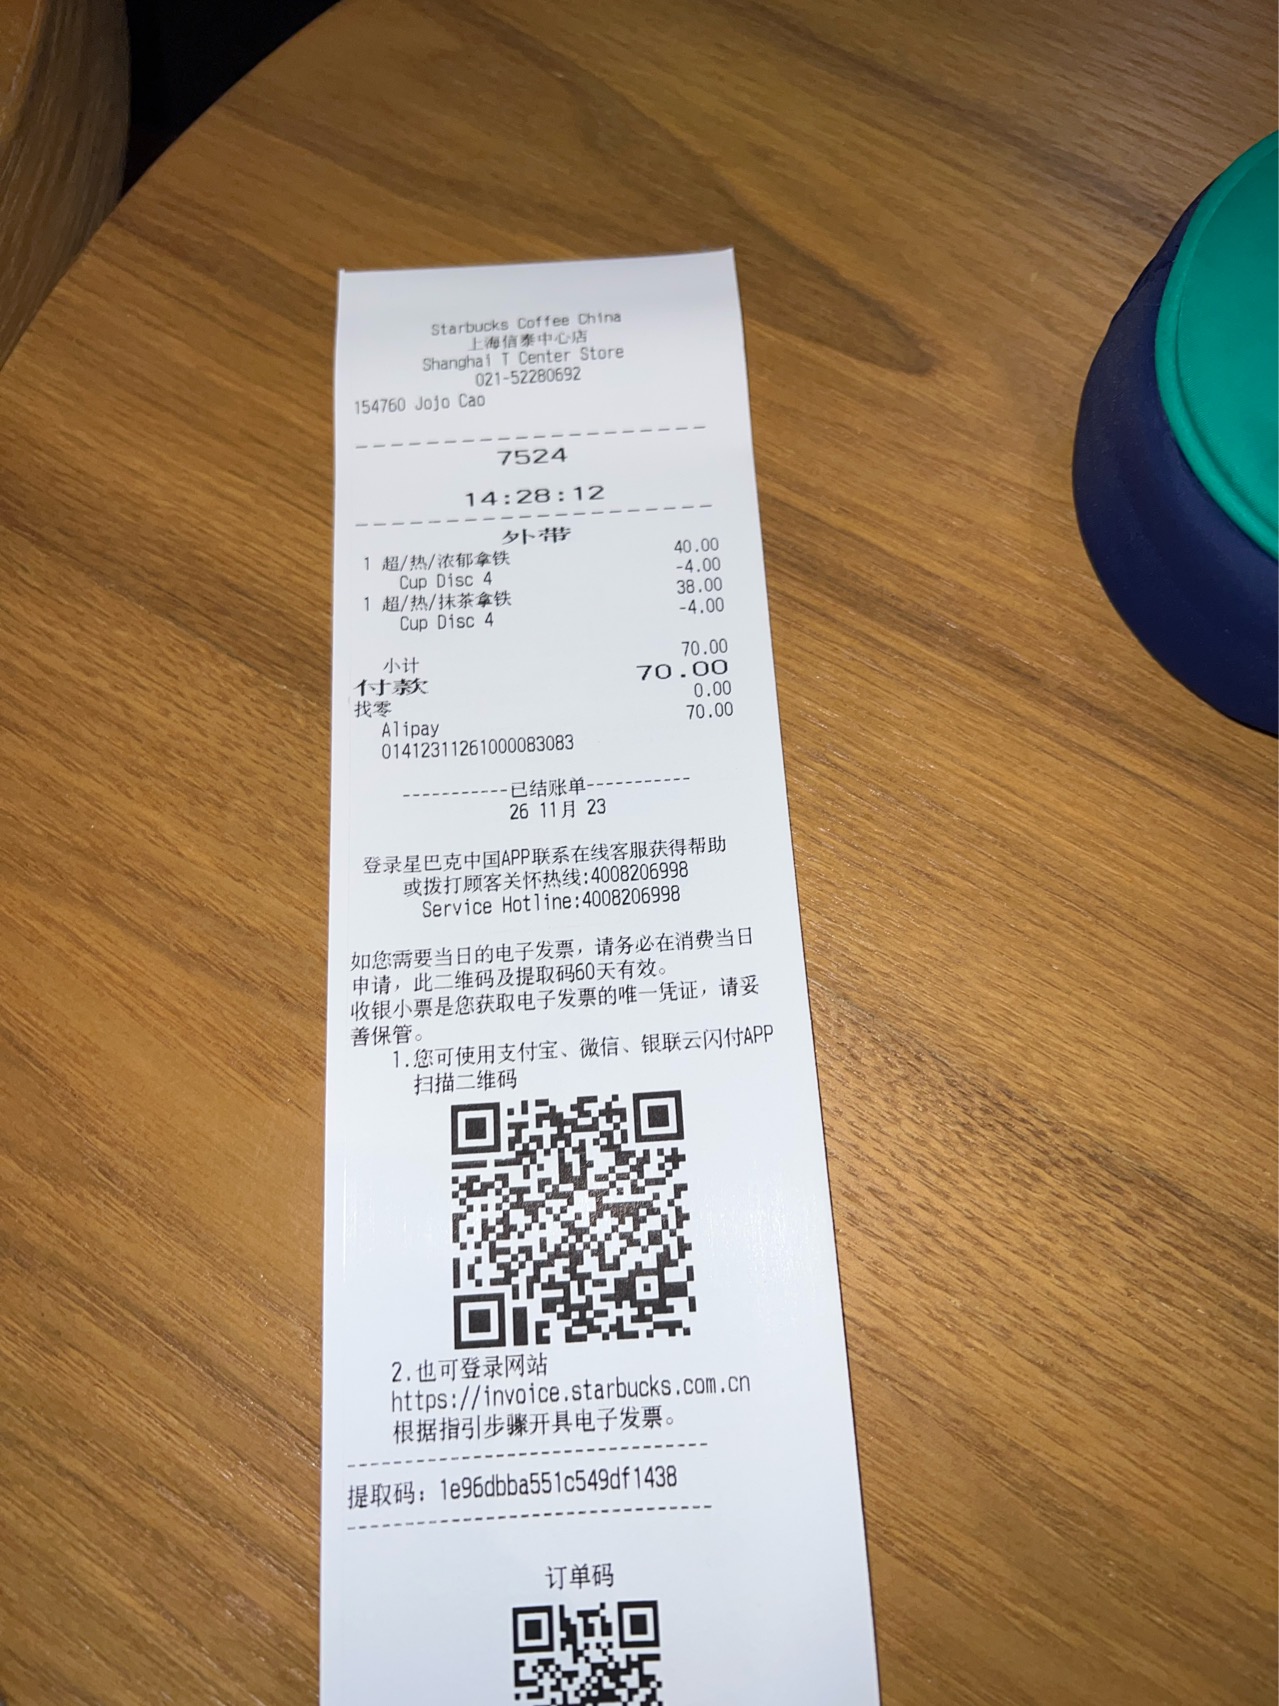 Starbucks Coffee China
上海信泰中心店
Shanghai T Center Store
021-52280692
154760 Jojo Cao
7524
14:28:12
外带
1 超/热/浓郁拿铁 40.00
Cup Disc 4 -4.00
1 超/热/抹茶拿铁 38.00
Cup Disc 4 -4.00
小计 70.00
付款 70.00
找零 0.00
Alipay 70.00
01412311261000083083
-----------已结账单-----------
26 11月 23
登录星巴克中国APP联系在线客服获得帮助
或拨打顾客关怀热线:4008206998
Service Hotline:4008206998
如您需要当日的电子发票，请务必在消费当日
申请，此二维码及提取码60天有效。
收银小票是您获取电子发票的唯一凭证，请妥
善保管。
1.您可使用支付宝、微信、银联云闪付APP
扫描二维码
2.也可登录网站
https://invoice.starbucks.com.cn
根据指引步骤开具电子发票。
提取码：1e96dbba551c549df1438
订单码